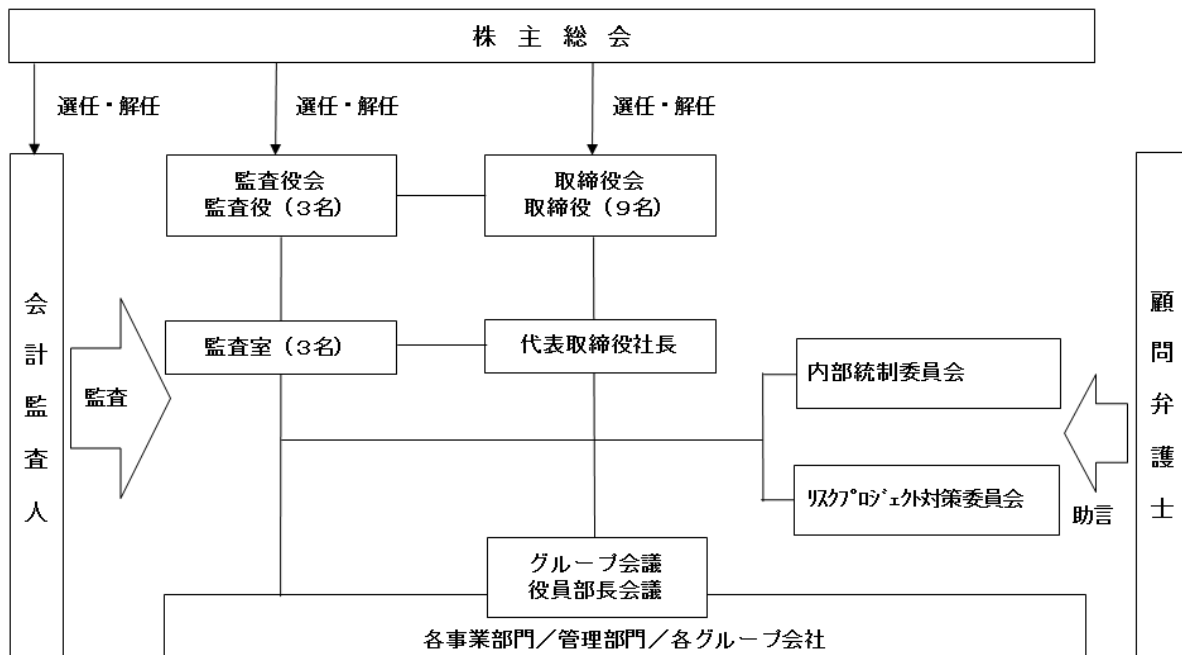 株主総会
選任・解任
選任・解任
選任・解任
監査役会
監査役（3名）
取締役会
取締役（9名）
会計監査人
監査
監査室（3名）
代表取締役社長
内部統制委員会
ﾘｽｸﾌﾟﾛｼﾞｪｸﾄ対策委員会
助言
顧問弁護士
グループ会議
役員部長会議
各事業部門／管理部門／各グループ会社